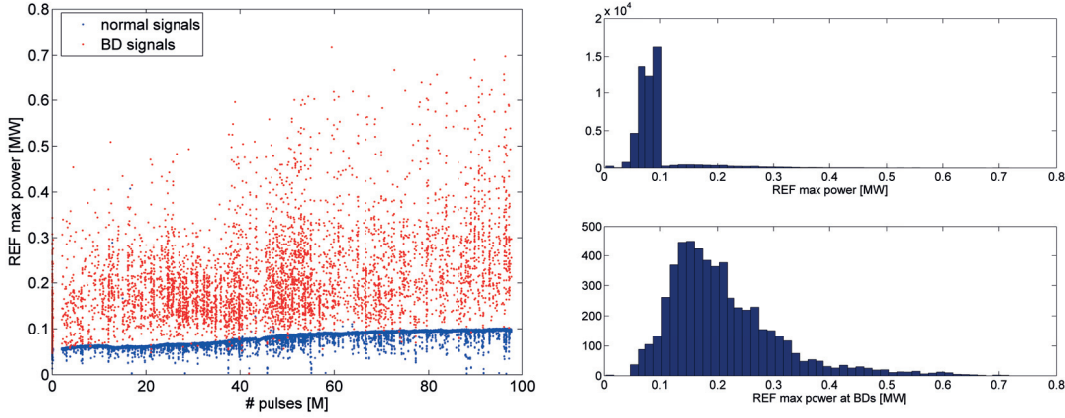 0.8
0.7
0.6
0.5
0.4
0.3
0.2
0.1
0
REF max power [MW]
normal signals
BD signals
0 20 40 60 80 100
# pulses [M]
x 10^4
2
1.5
1
0.5
0
0 0.1 0.2 0.3 0.4 0.5 0.6 0.7 0.8
REF max power [MW]
500
400
300
200
100
0
0 0.1 0.2 0.3 0.4 0.5 0.6 0.7 0.8
REF max power at BDs [MW]